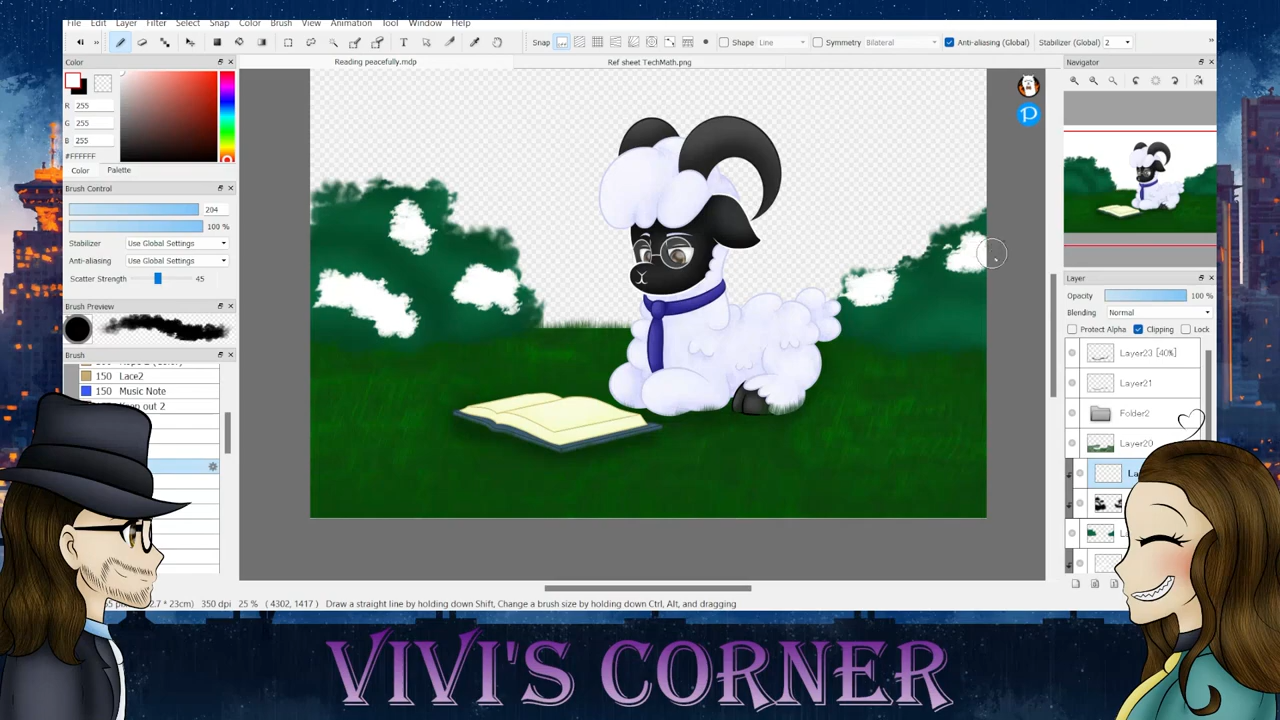 File Edit Layer Filter Select Snap Color Brush View Animation Tool Window Help
Snap Shape Line Symmetry Bilateral Anti-aliasing (Global) Stabilizer (Global) 2
Color
Reading peacefully.mdp
Ref sheet TechMath.png
Navigator
R 255
G 255
B 255
#FFFFFF
Color Palette
Brush Control
204
100 %
Stabilizer Use Global Settings
Anti-aliasing Use Global Settings
Scatter Strength 45
Brush Preview
Brush
150 Lace2
150 Music Note
out 2
Layer
Opacity 100 %
Blending Normal
Protect Alpha Clipping Lock
Layer23 [40%]
Layer21
Folder2
Layer20
2.7 * 23cm) 350 dpi 25 % ( 4302, 1417 ) Draw a straight line by holding down Shift, Change a brush size by holding down Ctrl, Alt, and dragging
VIVI'S CORNER